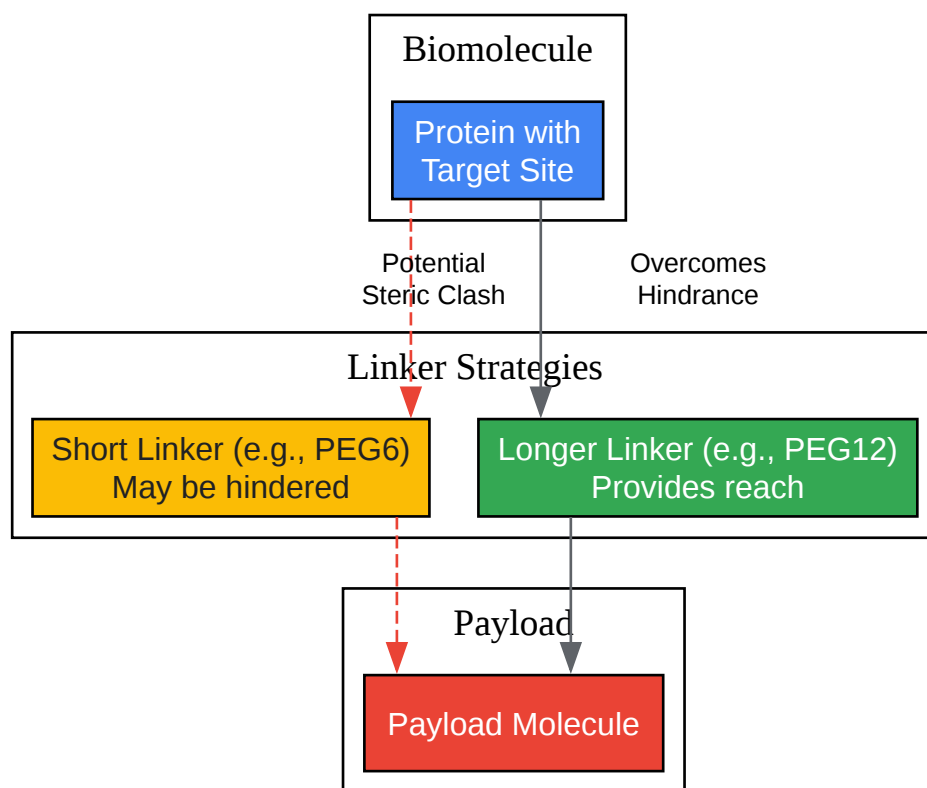 Biomolecule
Protein with
Target Site
Potential
Steric Clash
Overcomes
Hindrance
Linker Strategies
Short Linker (e.g., PEG6)
May be hindered
Longer Linker (e.g., PEG12)
Provides reach
Payload
Payload Molecule